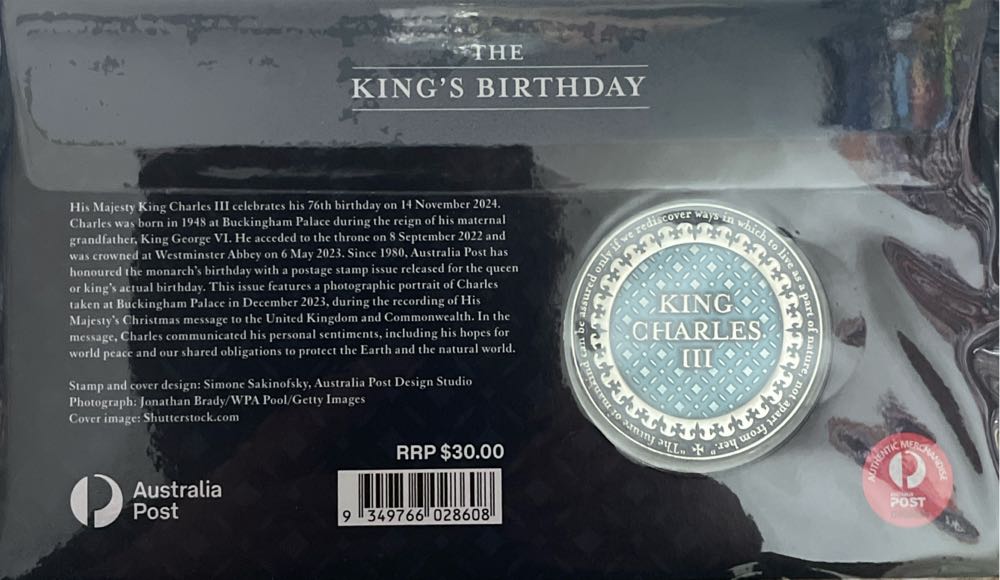 THE
KING'S BIRTHDAY
His Majesty King Charles III celebrates his 76th birthday on 14 November 2024.
Charles was born in 1948 at Buckingham Palace during the reign of his maternal
grandfather, King George VI. He acceded to the throne on 8 September 2022 and
was crowned at Westminster Abbey on 6 May 2023. Since 1980, Australia Post has
honoured the monarch's birthday with a postage stamp issue released for the queen
or king's actual birthday. This issue features a photographic portrait of Charles
taken at Buckingham Palace in December 2023, during the recording of His
Majesty's Christmas message to the United Kingdom and Commonwealth. In the
message, Charles communicated his personal sentiments, including his hopes for
world peace and our shared obligations to protect the Earth and the natural world.
Stamp and cover design: Simone Sakinofsky, Australia Post Design Studio
Photograph: Jonathan Brady/WPA Pool/Getty Images
Cover image: Shutterstock.com
RRP $30.00
9 349766 028608
Australia
Post
"The future of mankind can be assured only if we rediscover ways in which to live as a part of nature, not apart from her."
KING
CHARLES
III
AUTHENTIC MERCHANDISE
AUSTRALIA
POST